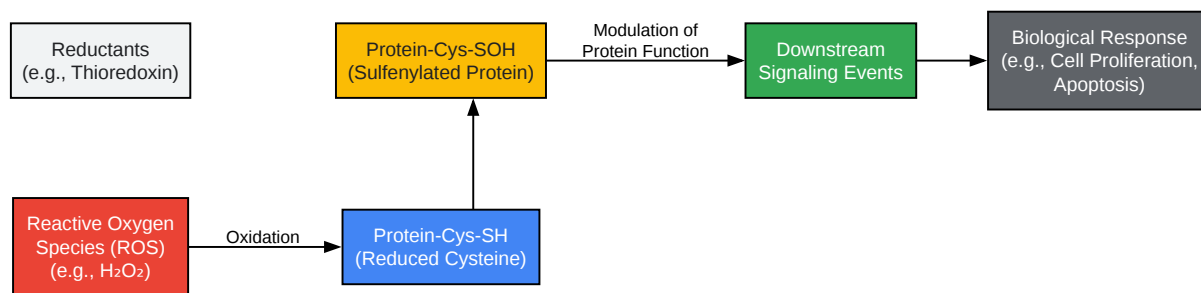 Reductants
(e.g., Thioredoxin)
Protein-Cys-SOH
(Sulfenylated Protein)
Modulation of
Protein Function
Downstream
Signaling Events
Biological Response
(e.g., Cell Proliferation,
Apoptosis)
Reactive Oxygen
Species (ROS)
(e.g., H₂O₂)
Oxidation
Protein-Cys-SH
(Reduced Cysteine)